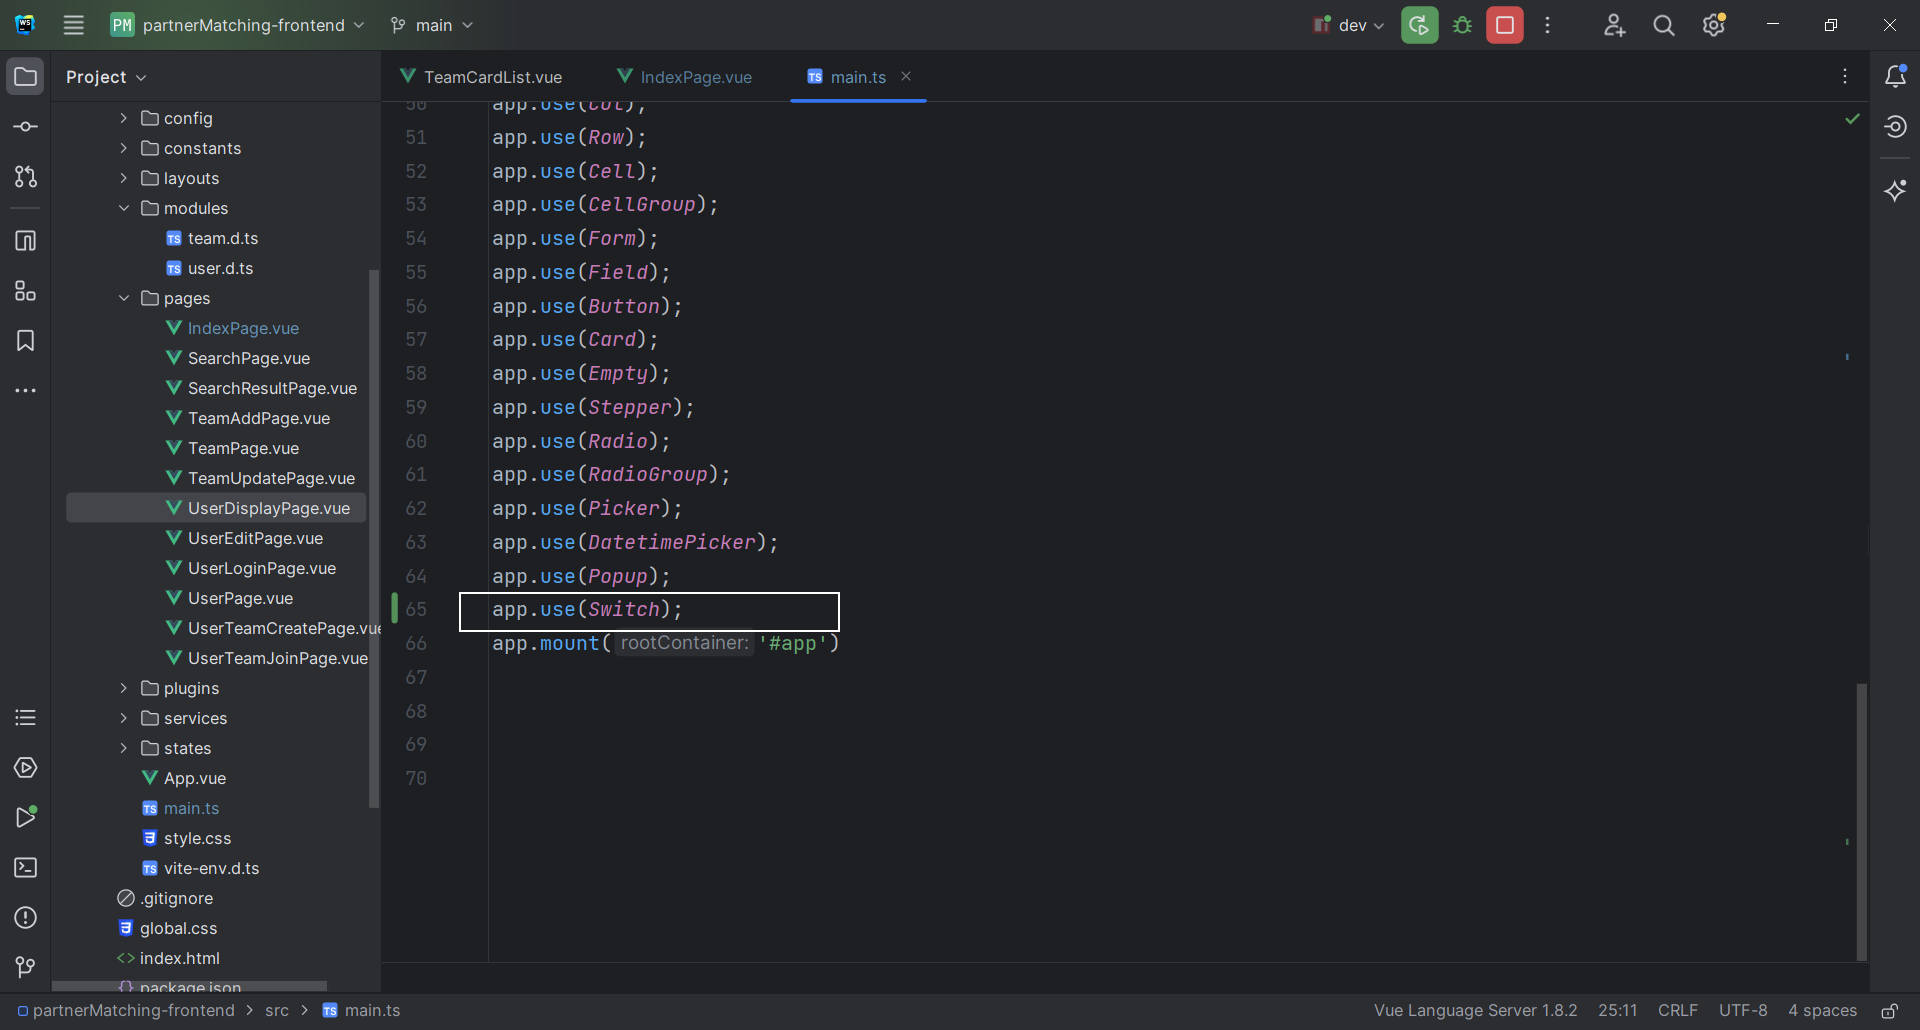 PM partnerMatching-frontend main dev
Project
TeamCardList.vue IndexPage.vue main.ts
config
constants
layouts
modules
team.d.ts
user.d.ts
pages
IndexPage.vue
SearchPage.vue
SearchResultPage.vue
TeamAddPage.vue
TeamPage.vue
TeamUpdatePage.vue
UserDisplayPage.vue
UserEditPage.vue
UserLoginPage.vue
UserPage.vue
UserTeamCreatePage.vue
UserTeamJoinPage.vue
plugins
services
states
App.vue
main.ts
style.css
vite-env.d.ts
.gitignore
global.css
index.html
package.json
50 app.use(Col);
51 app.use(Row);
52 app.use(Cell);
53 app.use(CellGroup);
54 app.use(Form);
55 app.use(Field);
56 app.use(Button);
57 app.use(Card);
58 app.use(Empty);
59 app.use(Stepper);
60 app.use(Radio);
61 app.use(RadioGroup);
62 app.use(Picker);
63 app.use(DatetimePicker);
64 app.use(Popup);
65 app.use(Switch);
66 app.mount( rootContainer: '#app')
67
68
69
70
partnerMatching-frontend > src > main.ts Vue Language Server 1.8.2 25:11 CRLF UTF-8 4 spaces